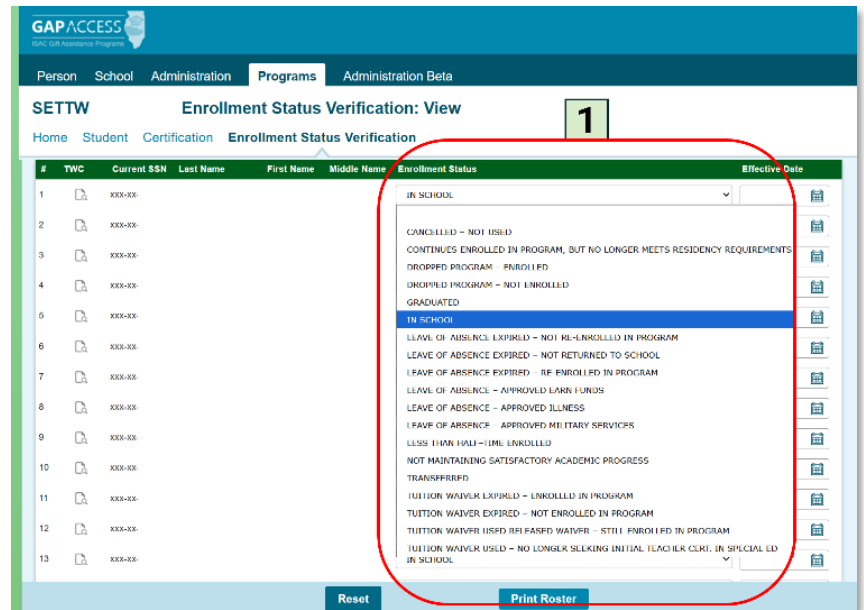 GAP ACCESS
ISAC Gift Assistance Programs
Person School Administration Programs Administration Beta
SETTW Enrollment Status Verification: View
1
Home Student Certification Enrollment Status Verification
# TWC Current SSN Last Name First Name Middle Name Enrollment Status Effective Date
1 XXX-XX- IN SCHOOL
2 XXX-XX- CANCELLED – NOT USED
3 XXX-XX- CONTINUES ENROLLED IN PROGRAM, BUT NO LONGER MEETS RESIDENCY REQUIREMENTS
DROPPED PROGRAM – ENROLLED
4 XXX-XX- DROPPED PROGRAM – NOT ENROLLED
GRADUATED
5 XXX-XX- IN SCHOOL
LEAVE OF ABSENCE EXPIRED – NOT RE-ENROLLED IN PROGRAM
6 XXX-XX- LEAVE OF ABSENCE EXPIRED – NOT RETURNED TO SCHOOL
7 XXX-XX- LEAVE OF ABSENCE EXPIRED – RE-ENROLLED IN PROGRAM
LEAVE OF ABSENCE – APPROVED EARN FUNDS
8 XXX-XX- LEAVE OF ABSENCE – APPROVED ILLNESS
LEAVE OF ABSENCE – APPROVED MILITARY SERVICES
9 XXX-XX- LESS THAN HALF-TIME ENROLLED
NOT MAINTAINING SATISFACTORY ACADEMIC PROGRESS
10 XXX-XX- TRANSFERRED
11 XXX-XX- TUITION WAIVER EXPIRED – ENROLLED IN PROGRAM
TUITION WAIVER EXPIRED – NOT ENROLLED IN PROGRAM
12 XXX-XX- TUITION WAIVER USED RELEASED WAIVER – STILL ENROLLED IN PROGRAM
TUITION WAIVER USED – NO LONGER SEEKING INITIAL TEACHER CERT. IN SPECIAL ED
13 XXX-XX- IN SCHOOL
Reset Print Roster